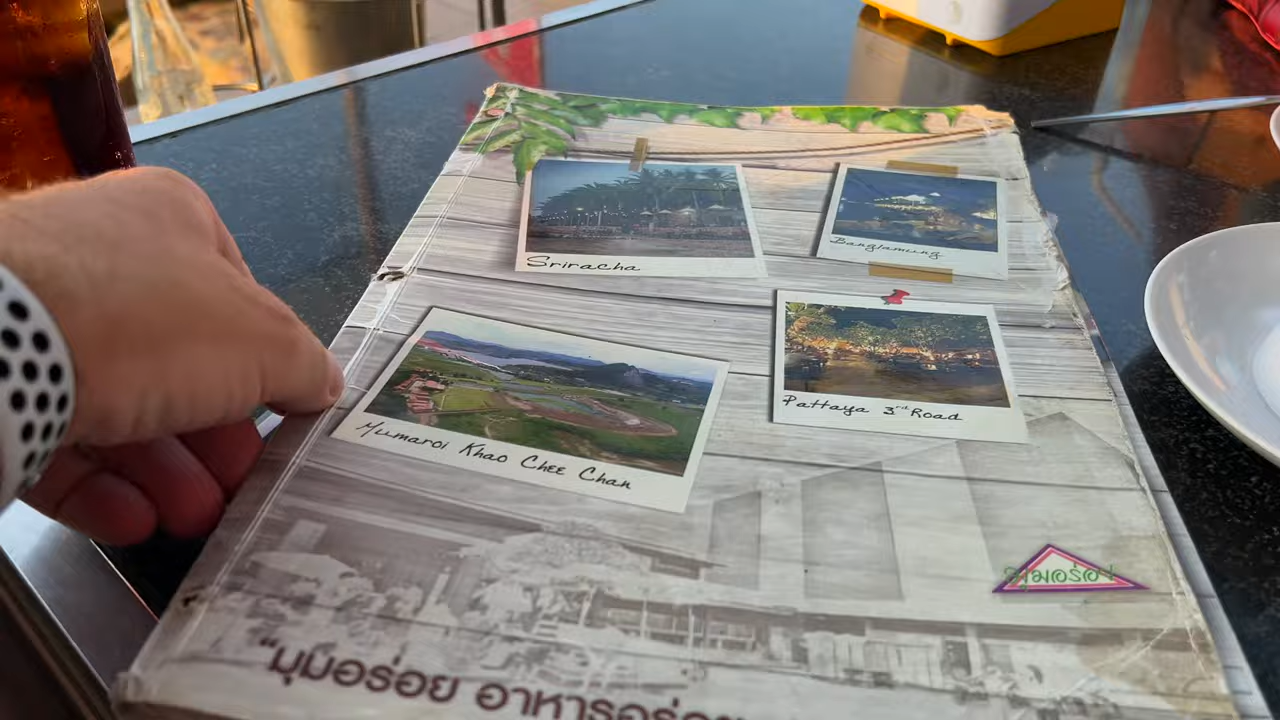 Sriracha
Banglamung
Mumaroi Khao Chee Chan
Pattaya 3rd Road
มุมอร่อย
"มุมอร่อย อาหารอร่อย